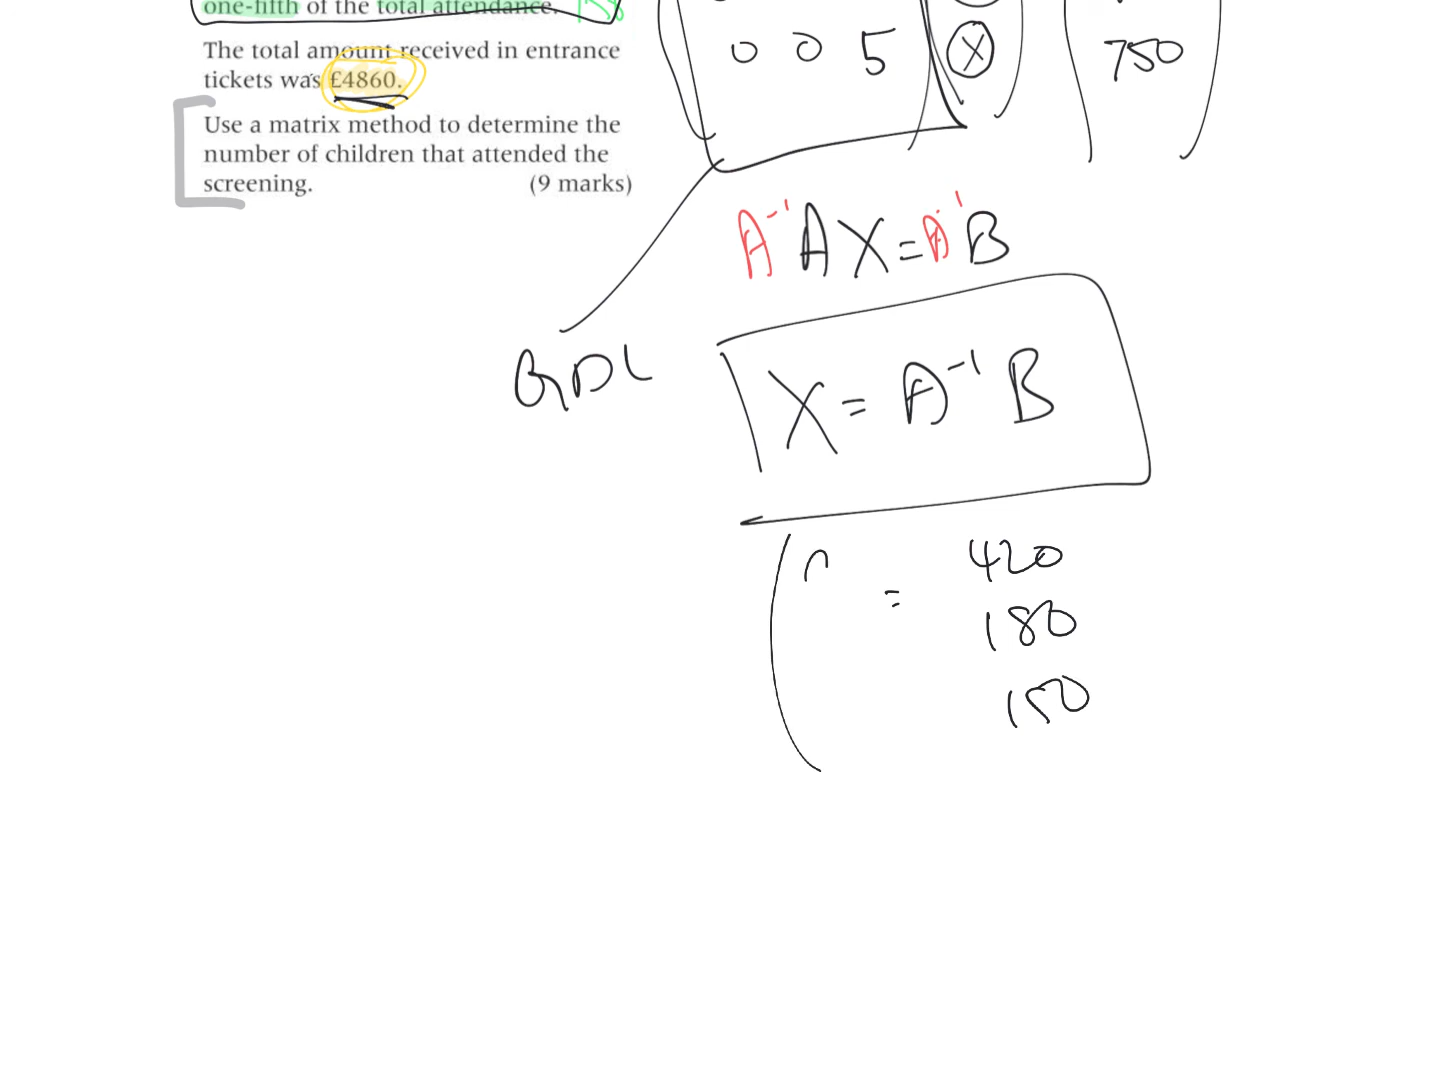 one-fifth of the total attendance.
The total amount received in entrance
tickets was £4860.
Use a matrix method to determine the
number of children that attended the
screening. (9 marks)
0 0 5 X 750
A⁻¹AX=A⁻¹B
X = A⁻¹B
= 420
180
150